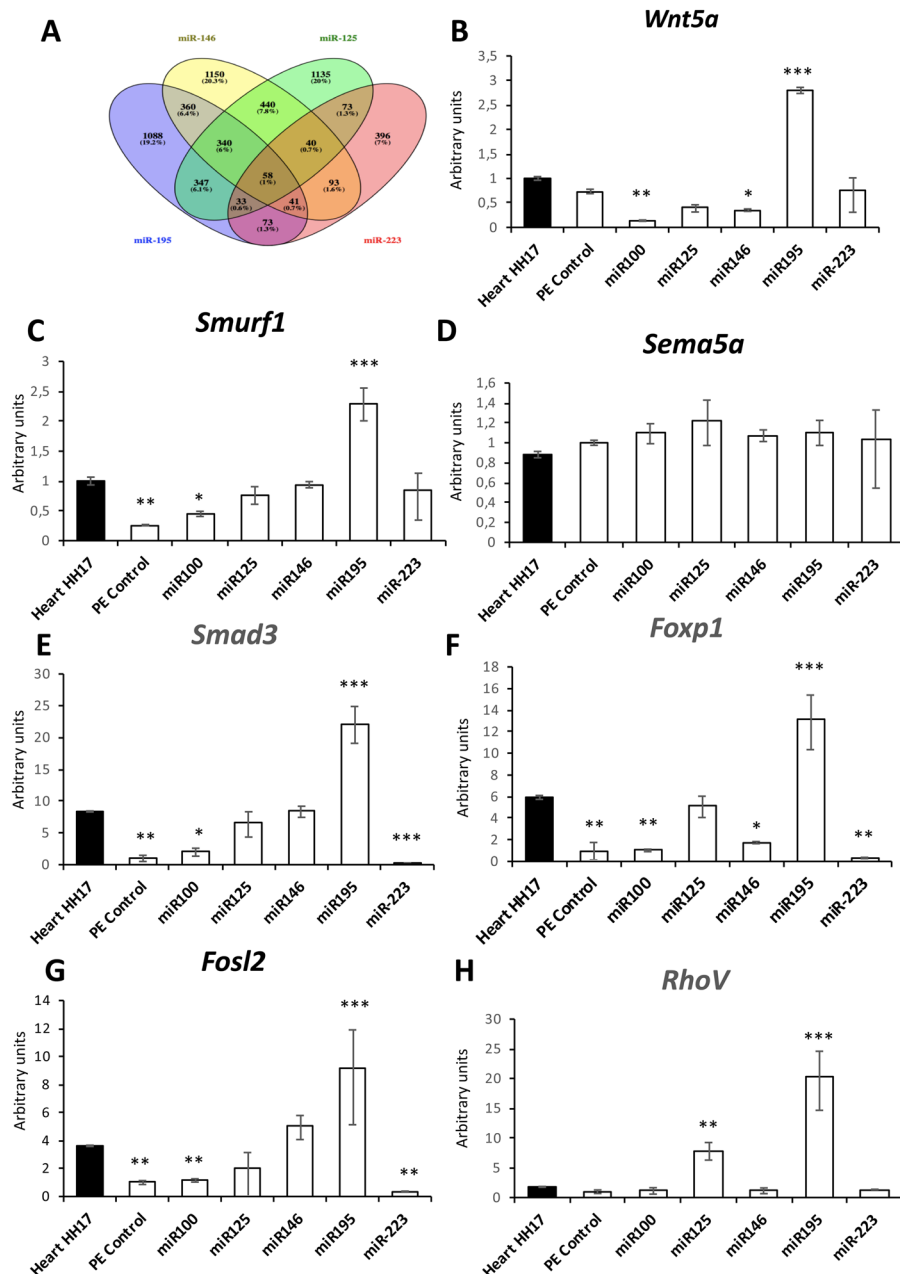 A
miR-146
miR-125
1150
(20.3%)
1135
(20%)
360
(6.4%)
440
(7.8%)
73
(1.3%)
1088
(19.2%)
340
(6%)
40
(0.7%)
396
(7%)
347
(6.1%)
58
(1%)
93
(1.6%)
33
(0.6%)
41
(0.7%)
73
(1.3%)
miR-195
miR-223
B
Wnt5a
Arbitrary units
3,5
3
2,5
2
1,5
1
0,5
0
**
*
***
Heart HH17
PE Control
miR100
miR125
miR146
miR195
miR-223
C
Smurf1
Arbitrary units
3
2,5
2
1,5
1
0,5
0
**
*
***
Heart HH17
PE Control
miR100
miR125
miR146
miR195
miR-223
D
Sema5a
Arbitrary units
1,6
1,4
1,2
1
0,8
0,6
0,4
0,2
0
Heart HH17
PE Control
miR100
miR125
miR146
miR195
miR-223
E
Smad3
Arbitrary units
30
25
20
15
10
5
0
**
*
***
***
Heart HH17
PE Control
miR100
miR125
miR146
miR195
miR-223
F
Foxp1
Arbitrary units
18
16
14
12
10
8
6
4
2
0
**
**
*
***
**
Heart HH17
PE Control
miR100
miR125
miR146
miR195
miR-223
G
Fosl2
Arbitrary units
14
12
10
8
6
4
2
0
**
**
***
**
Heart HH17
PE Control
miR100
miR125
miR146
miR195
miR-223
H
RhoV
Arbitrary units
30
25
20
15
10
5
0
**
***
Heart HH17
PE Control
miR100
miR125
miR146
miR195
miR-223